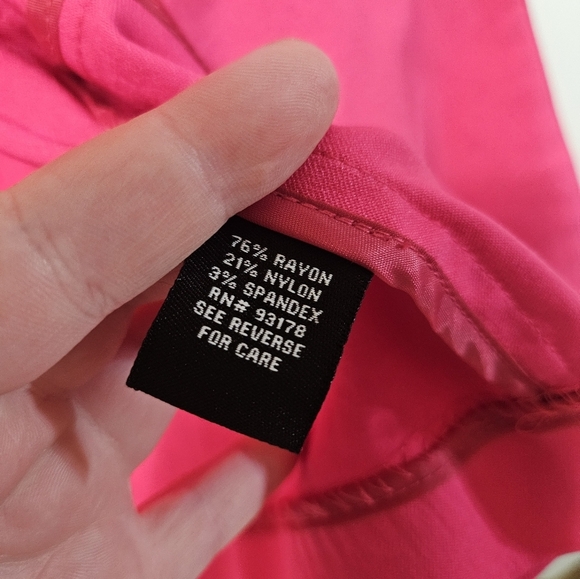 76% RAYON
21% NYLON
3% SPANDEX
RN# 93178
SEE REVERSE
FOR CARE